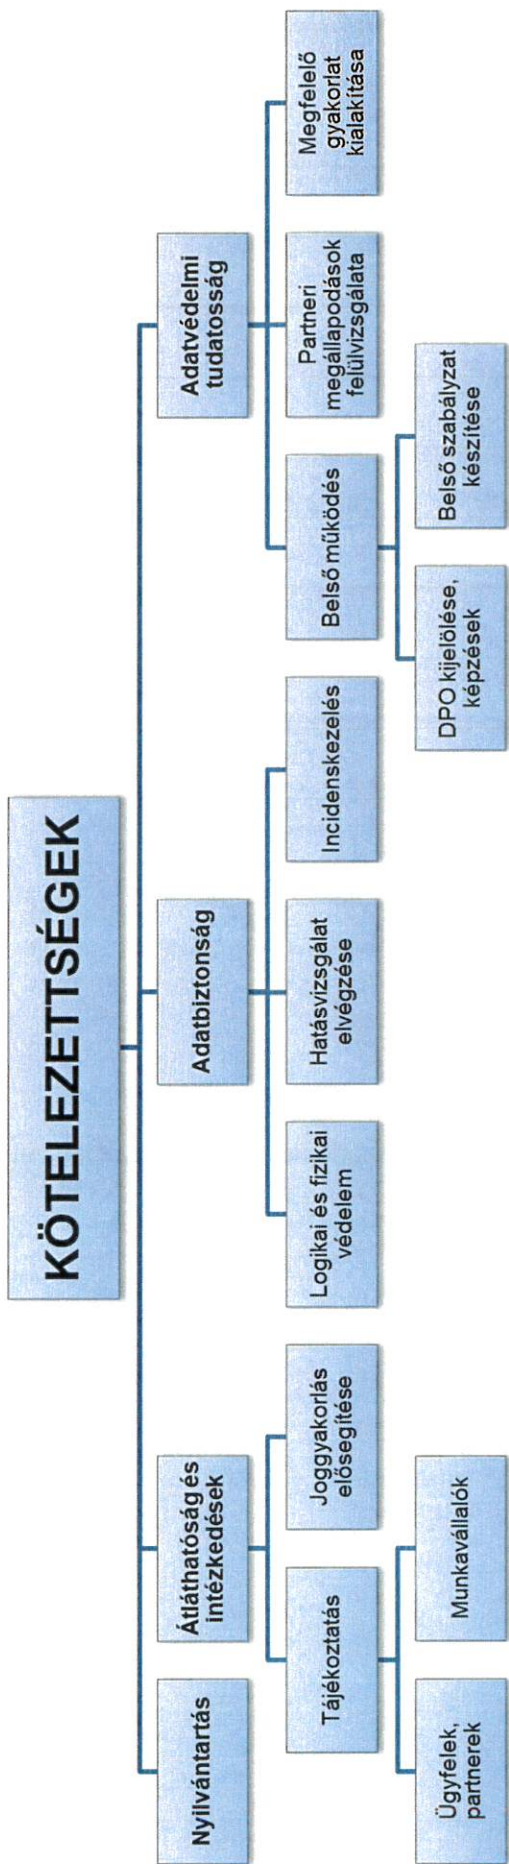 KÖTELEZETTSÉGEK
Nyilvántartás
Átláthatóság és
intézkedések
Adatbiztonság
Adatvédelmi
tudatosság
Tájékoztatás
Joggyakorlás
elősegítése
Logikai és fizikai
védelem
Hatásvizsgálat
elvégzése
Incidenskezelés
Belső működés
Partneri
megállapodások
felülvizsgálata
Megfelelő
gyakorlat
kialakítása
Ügyfelek,
partnerek
Munkavállalók
DPO kijelölése,
képzések
Belső szabályzat
készítése